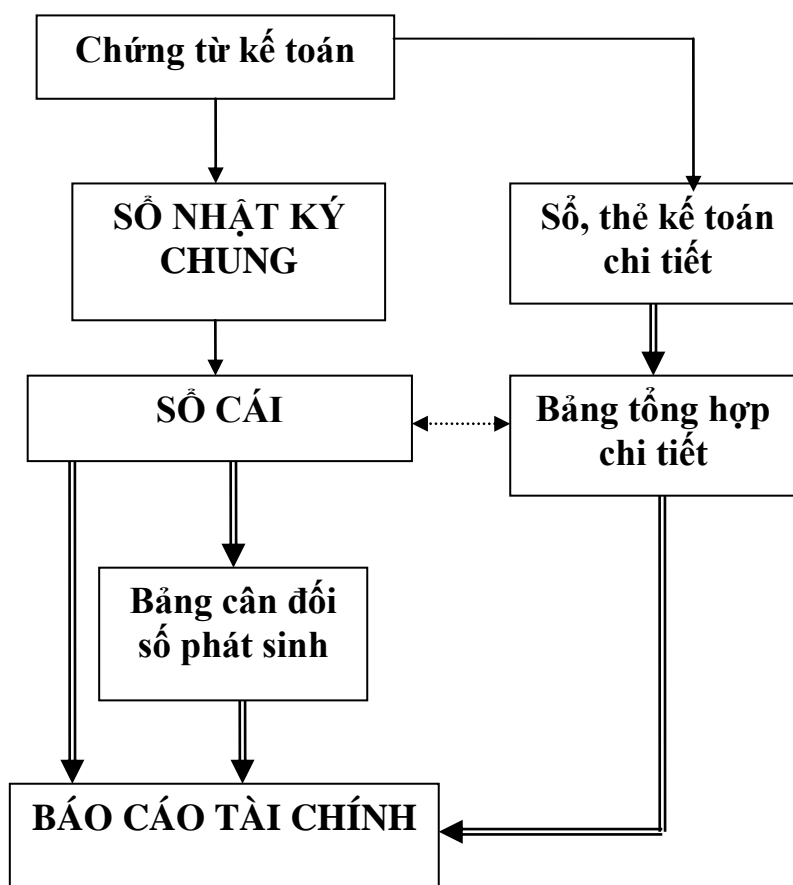 Chứng từ kế toán
SỔ NHẬT KÝ
CHUNG
Sổ, thẻ kế toán
chi tiết
SỔ CÁI
Bảng tổng hợp
chi tiết
Bảng cân đối
số phát sinh
BÁO CÁO TÀI CHÍNH